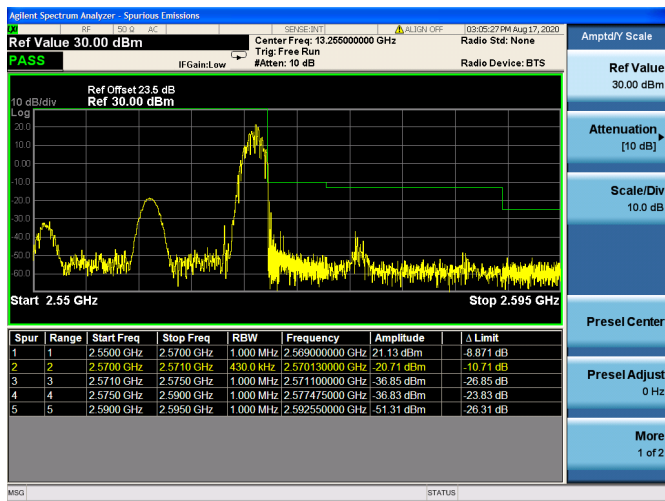 Agilent Spectrum Analyzer - Spurious Emissions
RF 50 Ω AC SENSE:INT ALIGN OFF 03:05:27 PM Aug 17, 2020
Ref Value 30.00 dBm
Center Freq: 13.255000000 GHz
Radio Std: None
Trig: Free Run
PASS
IFGain:Low
#Atten: 10 dB
Radio Device: BTS
Ref Offset 23.5 dB
10 dB/div Ref 30.00 dBm
Log
20.0
10.0
0.00
-10.0
-20.0
-30.0
-40.0
-50.0
-60.0
Start 2.55 GHz
Stop 2.595 GHz
Spur Range Start Freq Stop Freq RBW Frequency Amplitude Δ Limit
1 1 2.5500 GHz 2.5700 GHz 1.000 MHz 2.569000000 GHz 21.13 dBm -8.871 dB
2 2 2.5700 GHz 2.5710 GHz 430.0 kHz 2.570130000 GHz -20.71 dBm -10.71 dB
3 3 2.5710 GHz 2.5750 GHz 1.000 MHz 2.571100000 GHz -36.85 dBm -26.85 dB
4 4 2.5750 GHz 2.5900 GHz 1.000 MHz 2.577475000 GHz -36.83 dBm -23.83 dB
5 5 2.5900 GHz 2.5950 GHz 1.000 MHz 2.592550000 GHz -51.31 dBm -26.31 dB
MSG
STATUS
Amptd/Y Scale
Ref Value
30.00 dBm
Attenuation
[10 dB]
Scale/Div
10.0 dB
Presel Center
Presel Adjust
0 Hz
More
1 of 2